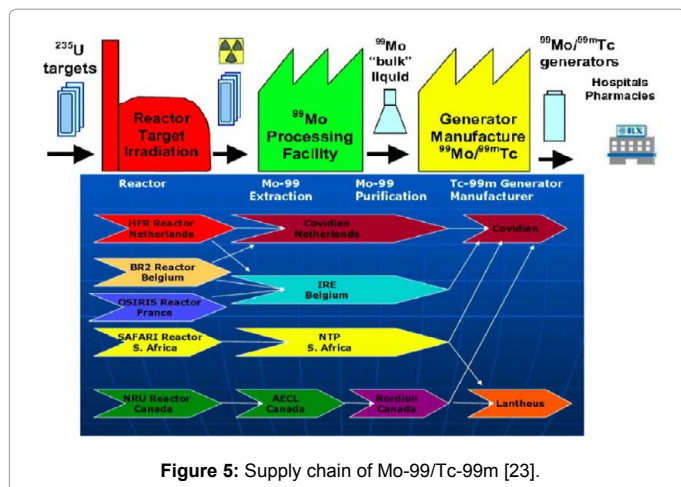 ²³⁵U
targets
⁹⁹Mo
"bulk"
liquid
⁹⁹Mo/⁹⁹ᵐTc
generators
Hospitals
Pharmacies
RX
Reactor
Target
Irradiation
⁹⁹Mo
Processing
Facility
Generator
Manufacture
⁹⁹Mo/⁹⁹ᵐTc
Reactor
Mo-99
Extraction
Mo-99
Purification
Tc-99m Generator
Manufacturer
HFR Reactor
Netherlands
Covidien
Netherlands
Covidien
BR2 Reactor
Belgium
IRE
Belgium
OSIRIS Reactor
France
SAFARI Reactor
S. Africa
NTP
S. Africa
NRU Reactor
Canada
AECL
Canada
Nordion
Canada
Lantheus
Figure 5: Supply chain of Mo-99/Tc-99m [23].